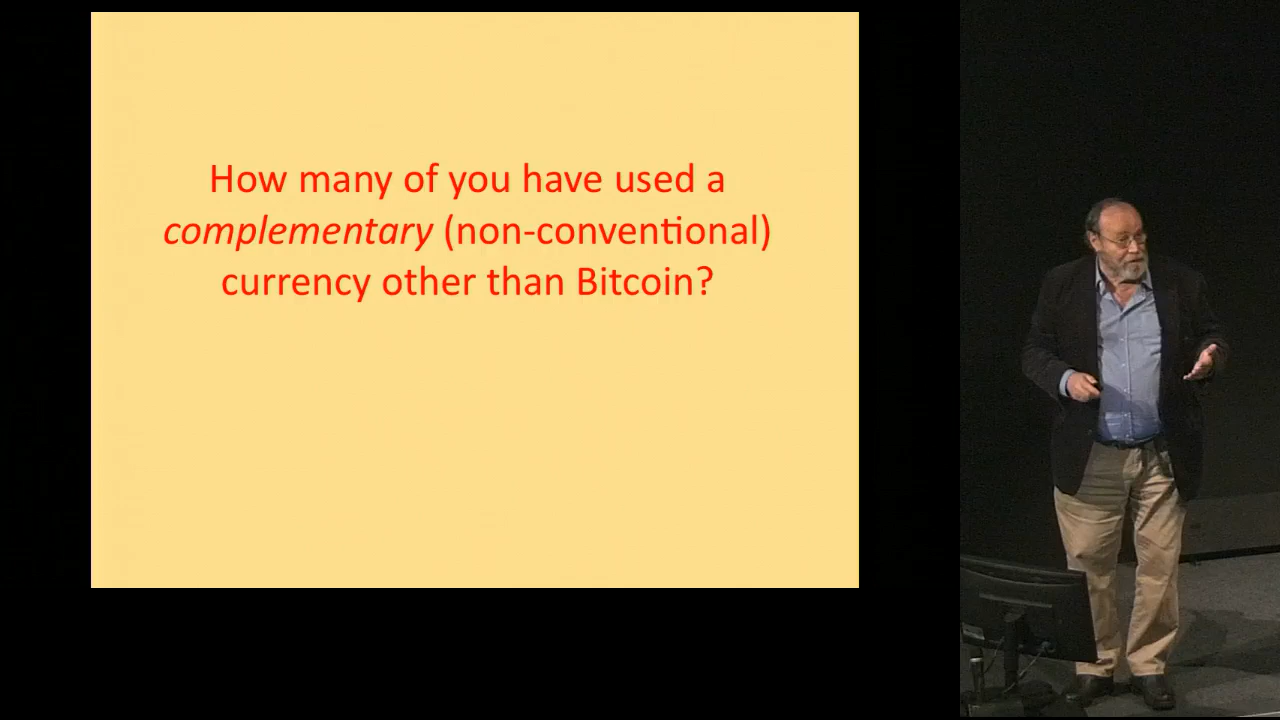 How many of you have used a
complementary (non-conventional)
currency other than Bitcoin?